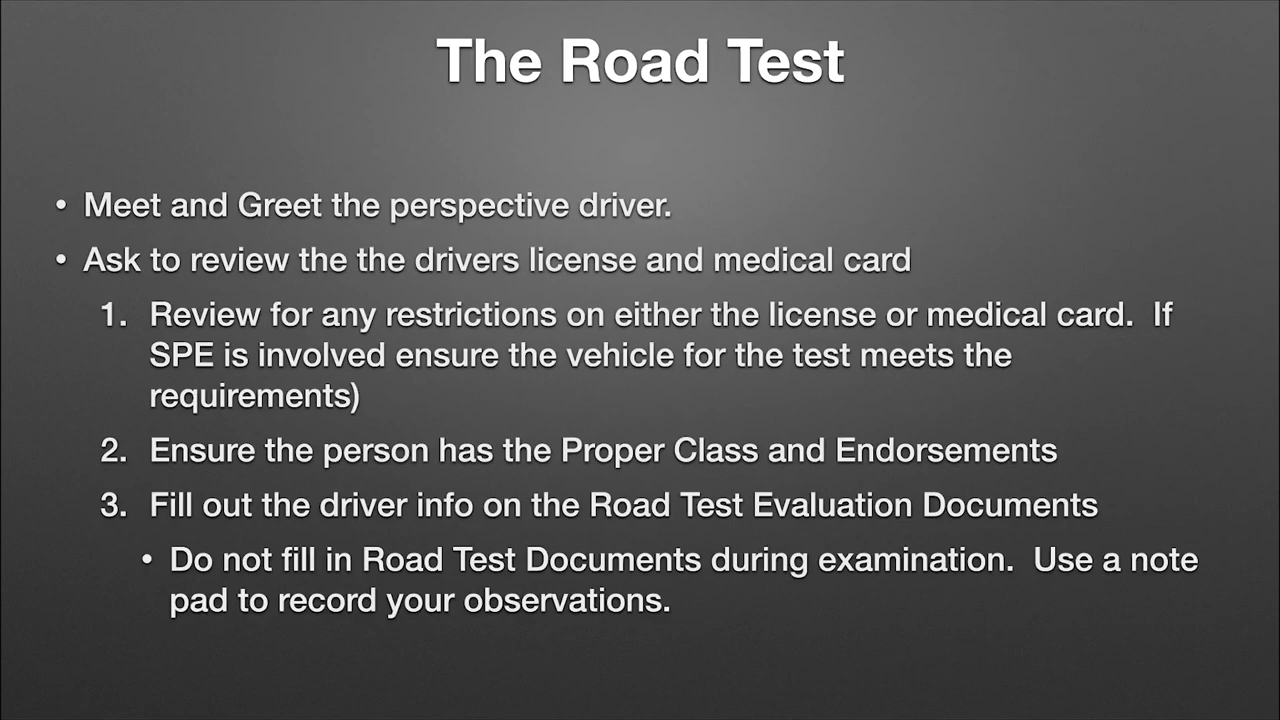 The Road Test
• Meet and Greet the perspective driver.
• Ask to review the the drivers license and medical card
1. Review for any restrictions on either the license or medical card.  If
SPE is involved ensure the vehicle for the test meets the
requirements)
2. Ensure the person has the Proper Class and Endorsements
3. Fill out the driver info on the Road Test Evaluation Documents
• Do not fill in Road Test Documents during examination.  Use a note
pad to record your observations.